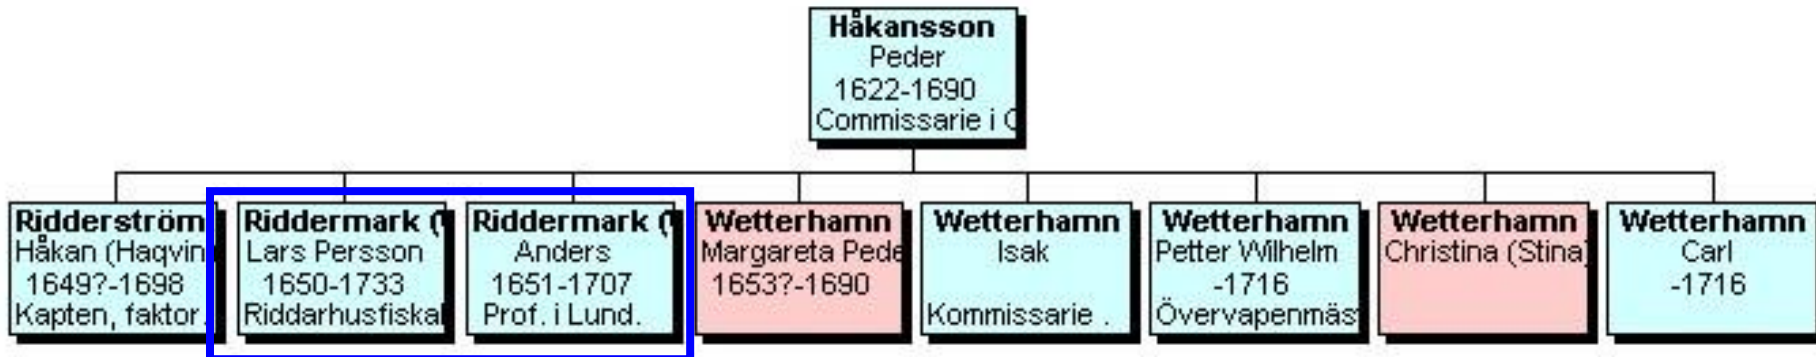 Håkansson
Peder
1622-1690
Commissarie i
Ridderström
Håkan (Haqvin
1649?-1698
Kapten, faktor.
Riddermark (
Lars Persson
1650-1733
Riddarhusfiskal
Riddermark (
Anders
1651-1707
Prof. i Lund.
Wetterhamn
Margareta Pede
1653?-1690
Wetterhamn
Isak
Kommissarie .
Wetterhamn
Petter Wilhelm
-1716
Övervapenmäs
Wetterhamn
Christina (Stina)
Wetterhamn
Carl
-1716